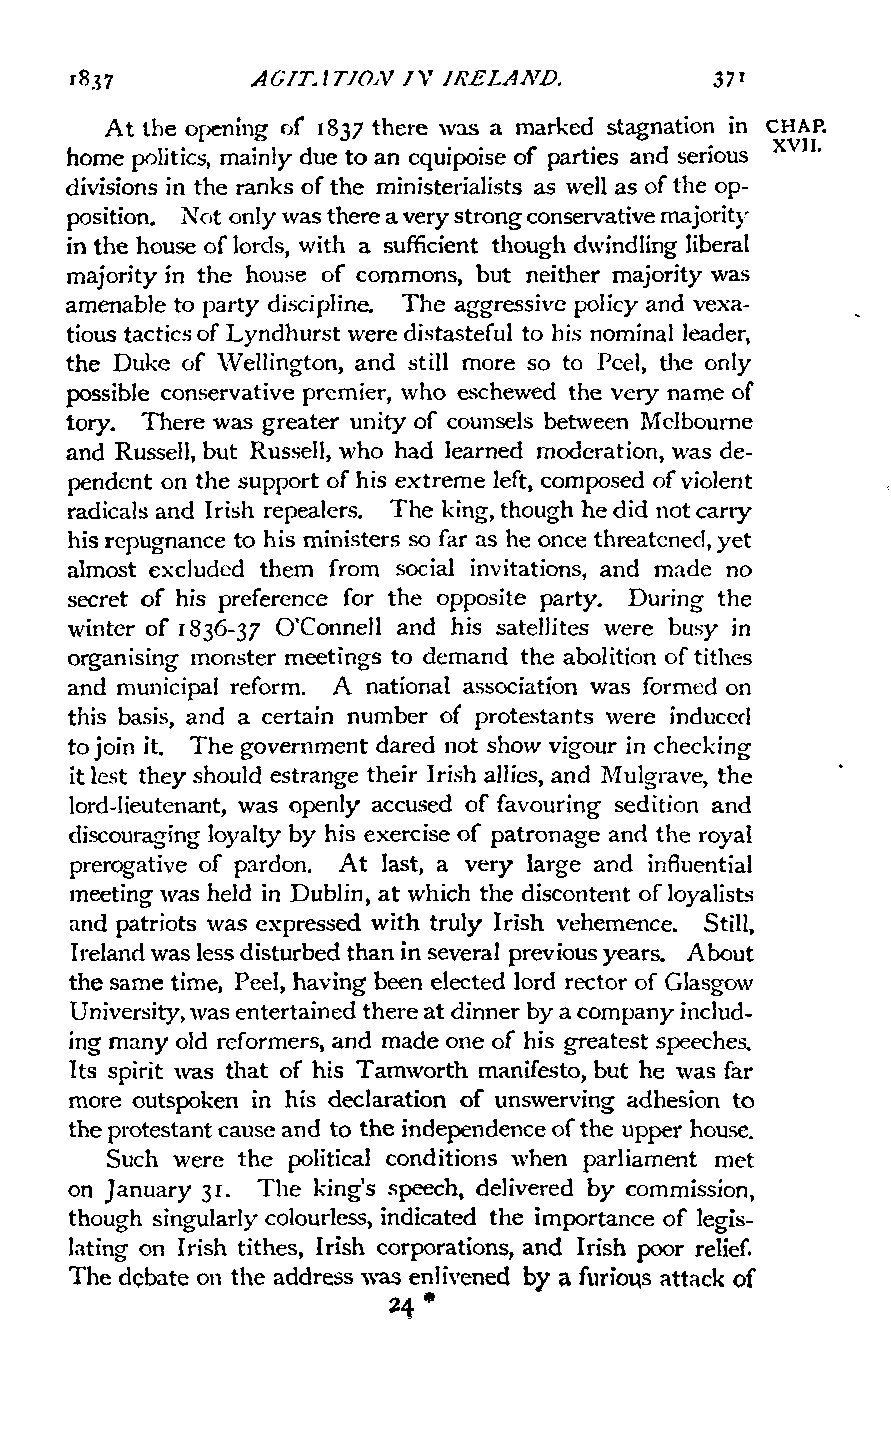 1837 AGITATION IN IRELAND. 371
At the opening of 1837 there was a marked stagnation in CHAP. XVII.
home politics, mainly due to an equipoise of parties and serious
divisions in the ranks of the ministerialists as well as of the op-
position. Not only was there a very strong conservative majority
in the house of lords, with a sufficient though dwindling liberal
majority in the house of commons, but neither majority was
amenable to party discipline. The aggressive policy and vexa-
tious tactics of Lyndhurst were distasteful to his nominal leader,
the Duke of Wellington, and still more so to Peel, the only
possible conservative premier, who eschewed the very name of
tory. There was greater unity of counsels between Melbourne
and Russell, but Russell, who had learned moderation, was de-
pendent on the support of his extreme left, composed of violent
radicals and Irish repealers. The king, though he did not carry
his repugnance to his ministers so far as he once threatened, yet
almost excluded them from social invitations, and made no
secret of his preference for the opposite party. During the
winter of 1836-37 O'Connell and his satellites were busy in
organising monster meetings to demand the abolition of tithes
and municipal reform. A national association was formed on
this basis, and a certain number of protestants were induced
to join it. The government dared not show vigour in checking
it lest they should estrange their Irish allies, and Mulgrave, the
lord-lieutenant, was openly accused of favouring sedition and
discouraging loyalty by his exercise of patronage and the royal
prerogative of pardon. At last, a very large and influential
meeting was held in Dublin, at which the discontent of loyalists
and patriots was expressed with truly Irish vehemence. Still,
Ireland was less disturbed than in several previous years. About
the same time, Peel, having been elected lord rector of Glasgow
University, was entertained there at dinner by a company includ-
ing many old reformers, and made one of his greatest speeches.
Its spirit was that of his Tamworth manifesto, but he was far
more outspoken in his declaration of unswerving adhesion to
the protestant cause and to the independence of the upper house.
Such were the political conditions when parliament met
on January 31. The king's speech, delivered by commission,
though singularly colourless, indicated the importance of legis-
lating on Irish tithes, Irish corporations, and Irish poor relief.
The debate on the address was enlivened by a furious attack of
24 *